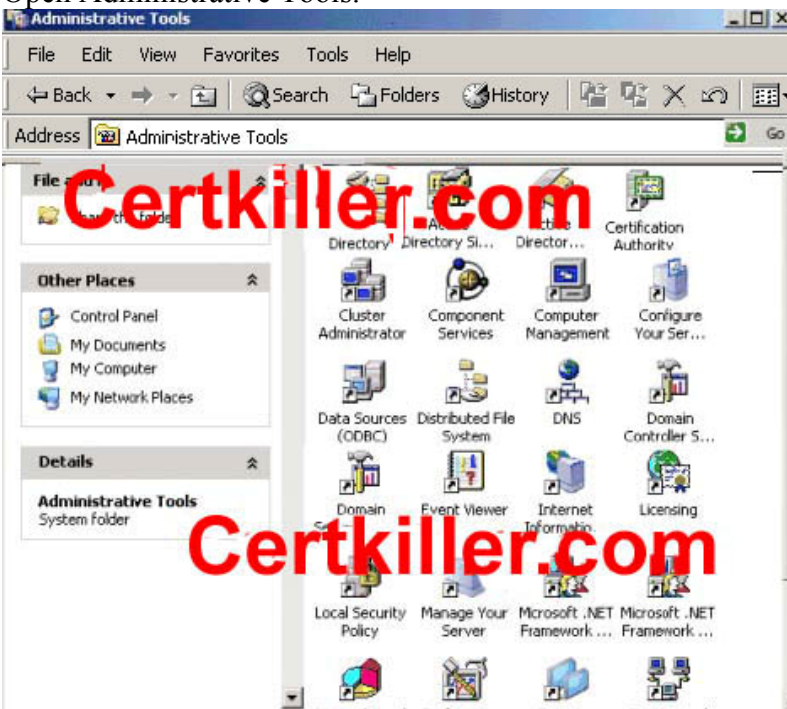 Open Administrative Tools.
Administrative Tools
File Edit View Favorites Tools Help
Back Search Folders History
Address Administrative Tools Go
File and
Certkiller.com
Directory Directory Si... Director... Certification Authority
Other Places
Control Panel
My Documents
My Computer
My Network Places
Cluster Administrator
Component Services
Computer Management
Configure Your Ser...
Data Sources (ODBC)
Distributed File System
DNS
Domain Controller S...
Details
Administrative Tools
System folder
Domain
Event Viewer
Internet
Licensing
Certkiller.com
Local Security Policy
Manage Your Server
Microsoft .NET Framework ...
Microsoft .NET Framework ...